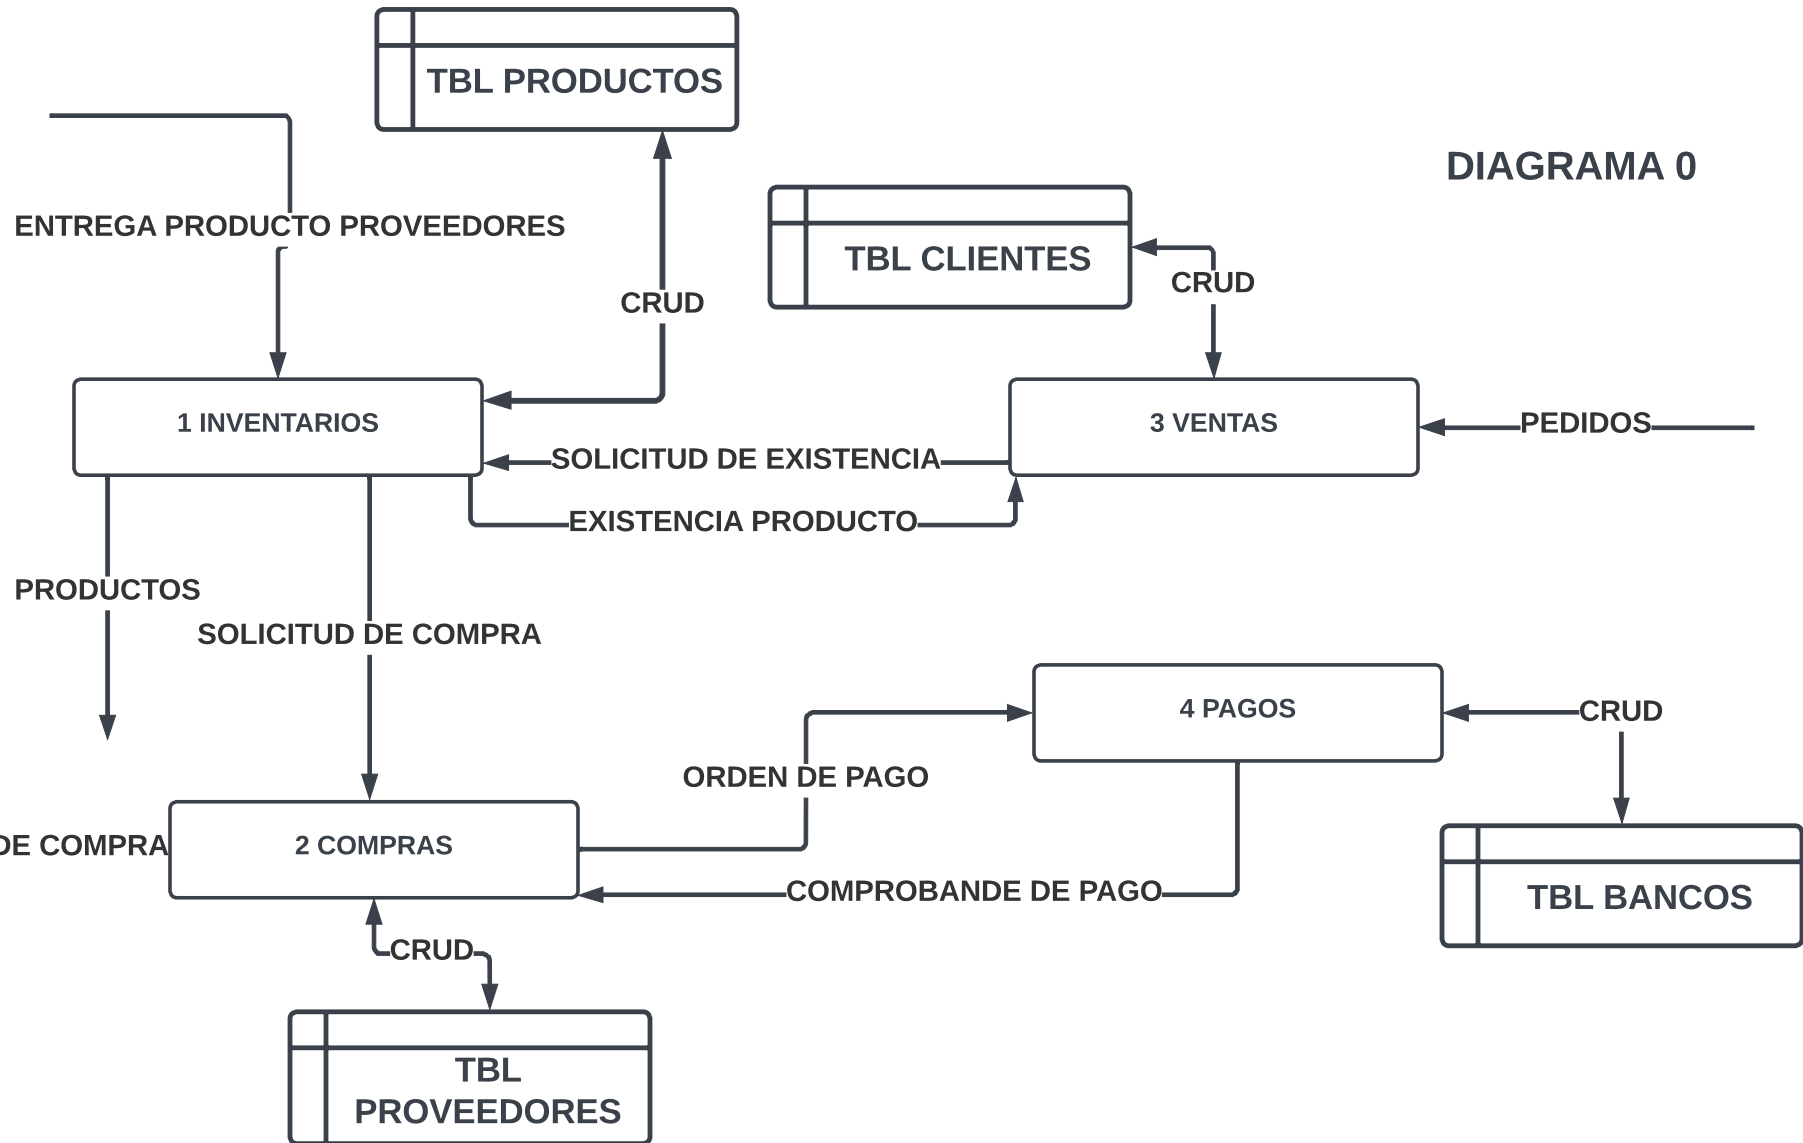 TBL PRODUCTOS
DIAGRAMA 0
ENTREGA PRODUCTO PROVEEDORES
TBL CLIENTES
CRUD
CRUD
1 INVENTARIOS
3 VENTAS
PEDIDOS
SOLICITUD DE EXISTENCIA
EXISTENCIA PRODUCTO
PRODUCTOS
SOLICITUD DE COMPRA
4 PAGOS
CRUD
ORDEN DE PAGO
DE COMPRA
2 COMPRAS
COMPROBANDE DE PAGO
TBL BANCOS
CRUD
TBL
PROVEEDORES